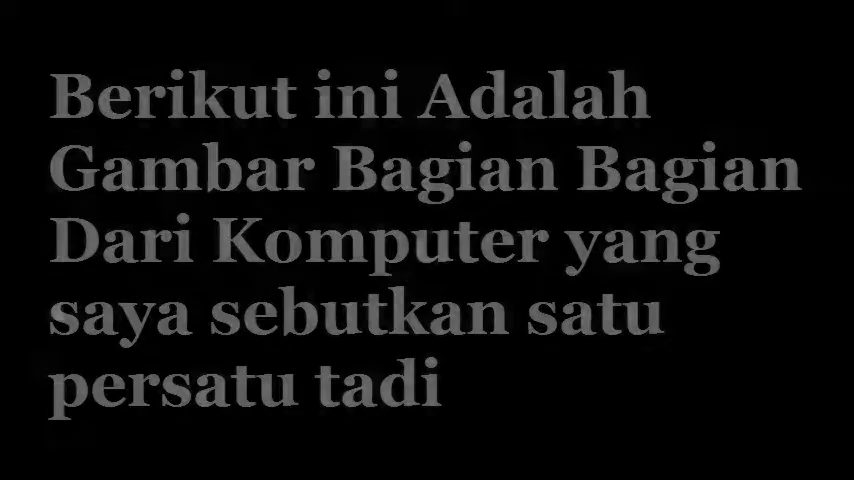 Berikut ini Adalah
Gambar Bagian Bagian
Dari Komputer yang
saya sebutkan satu
persatu tadi